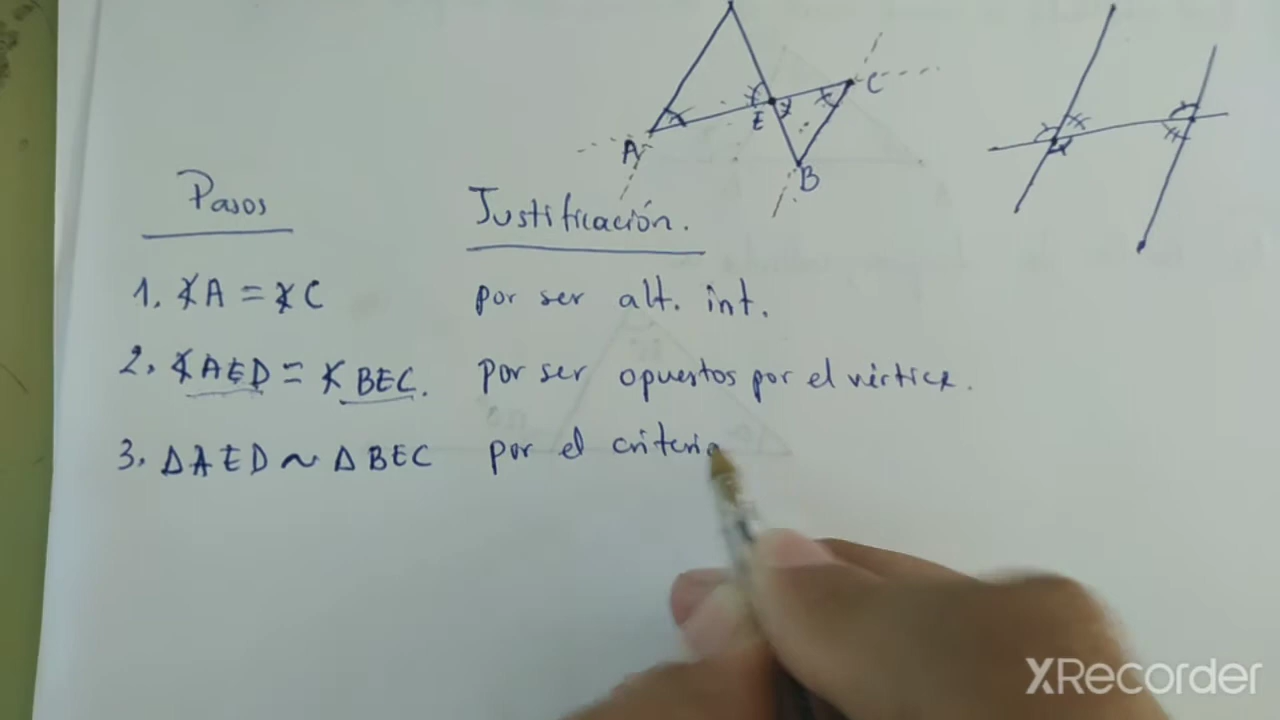 A
E
C
B
Pasos
Justificación.
1. ∡A = ∡C por ser alt. int.
2. ∡AED = ∡BEC. por ser opuestos por el vértice.
3. ΔAED ~ ΔBEC por el criterio
XRecorder